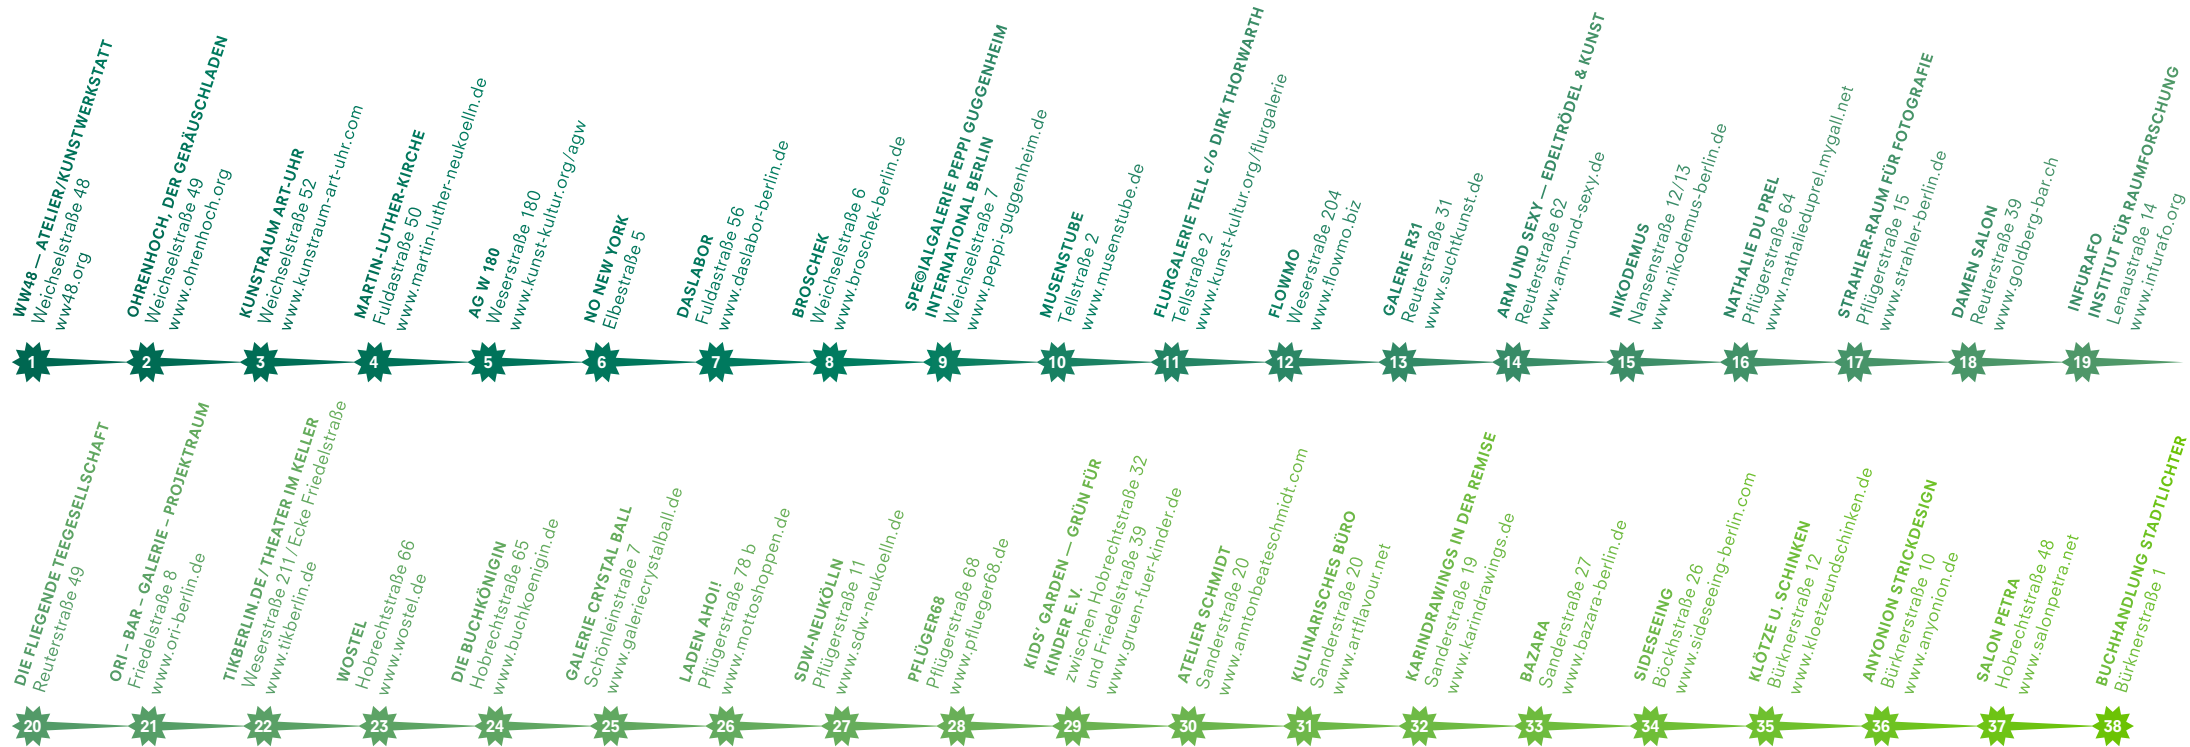 WW48 — ATELIER/KUNSTWERKSTATT
Weichselstraße 48
ww48.org
1
OHRENHOCH, DER GERÄUSCHLADEN
Weichselstraße 49
www.ohrenhoch.org
2
KUNSTRAUM ART-UHR
Weichselstraße 52
www.kunstraum-art-uhr.com
3
MARTIN-LUTHER-KIRCHE
Fuldastraße 50
www.martin-luther-neukoelln.de
4
AG W 180
Weserstraße 180
www.kunst-kultur.org/agw
5
NO NEW YORK
Elbestraße 5
6
DASLABOR
Fuldastraße 56
www.daslabor-berlin.de
7
BROSCHEK
Weichselstraße 6
www.broschek-berlin.de
8
SPE©IALGALERIE PEPPI GUGGENHEIM
INTERNATIONAL BERLIN
Weichselstraße 7
www.peppi-guggenheim.de
9
MUSENSTUBE
Tellstraße 2
www.musenstube.de
10
FLURGALERIE TELL c/o DIRK THORWARTH
Tellstraße 2
www.kunst-kultur.org/flurgalerie
11
FLOWMO
Weserstraße 204
www.flowmo.biz
12
GALERIE R31
Reuterstraße 31
www.suchtkunst.de
13
ARM UND SEXY — EDELTRÖDEL & KUNST
Reuterstraße 62
www.arm-und-sexy.de
14
NIKODEMUS
Nansenstraße 12/13
www.nikodemus-berlin.de
15
NATHALIE DU PREL
Pflügerstraße 64
www.nathalieduprel.mygall.net
16
STRAHLER-RAUM FÜR FOTOGRAFIE
Pflügerstraße 15
www.strahler-berlin.de
17
DAMEN SALON
Reuterstraße 39
www.goldberg-bar.ch
18
INFURAFO
INSTITUT FÜR RAUMFORSCHUNG
Lenaustraße 14
www.infurafo.org
19
DIE FLIEGENDE TEEGESELLSCHAFT
Reuterstraße 49
20
ORI – BAR – GALERIE – PROJEKTRAUM
Friedelstraße 8
www.ori-berlin.de
21
TIKBERLIN.DE / THEATER IM KELLER
Weserstraße 211/Ecke Friedelstraße
www.tikberlin.de
22
WOSTEL
Hobrechtstraße 66
www.wostel.de
23
DIE BUCHKÖNIGIN
Hobrechtstraße 65
www.buchkoenigin.de
24
GALERIE CRYSTAL BALL
Schönleinstraße 7
www.galeriecrystalball.de
25
LADEN AHOI!
Pflügerstraße 78 b
www.mottoshoppen.de
26
SDW-NEUKÖLLN
Pflügerstraße 11
www.sdw-neukoelln.de
27
PFLÜGER68
Pflügerstraße 68
www.pflueger68.de
28
KIDS' GARDEN — GRÜN FÜR
KINDER E.V.
zwischen Hobrechtstraße 32
und Friedelstraße 39
www.gruen-fuer-kinder.de
29
ATELIER SCHMIDT
Sanderstraße 20
www.anntonbeateschmidt.com
30
KULINARISCHES BÜRO
Sanderstraße 20
www.artflavour.net
31
KARINDRAWINGS IN DER REMISE
Sanderstraße 19
www.karindrawings.de
32
BAZARA
Sanderstraße 27
www.bazara-berlin.de
33
SIDESEEING
Böckhstraße 26
www.sideseeing-berlin.com
34
KLÖTZE U. SCHINKEN
Bürknerstraße 12
www.kloetzeundschinken.de
35
ANYONION STRICKDESIGN
Bürknerstraße 10
www.anyonion.de
36
SALON PETRA
Hobrechtstraße 48
www.salonpetra.net
37
BUCHHANDLUNG STADTLICHTER
Bürknerstraße 1
38